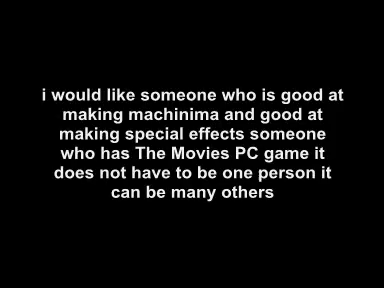 i would like someone who is good at
making machinima and good at
making special effects someone
who has The Movies PC game it
does not have to be one person it
can be many others